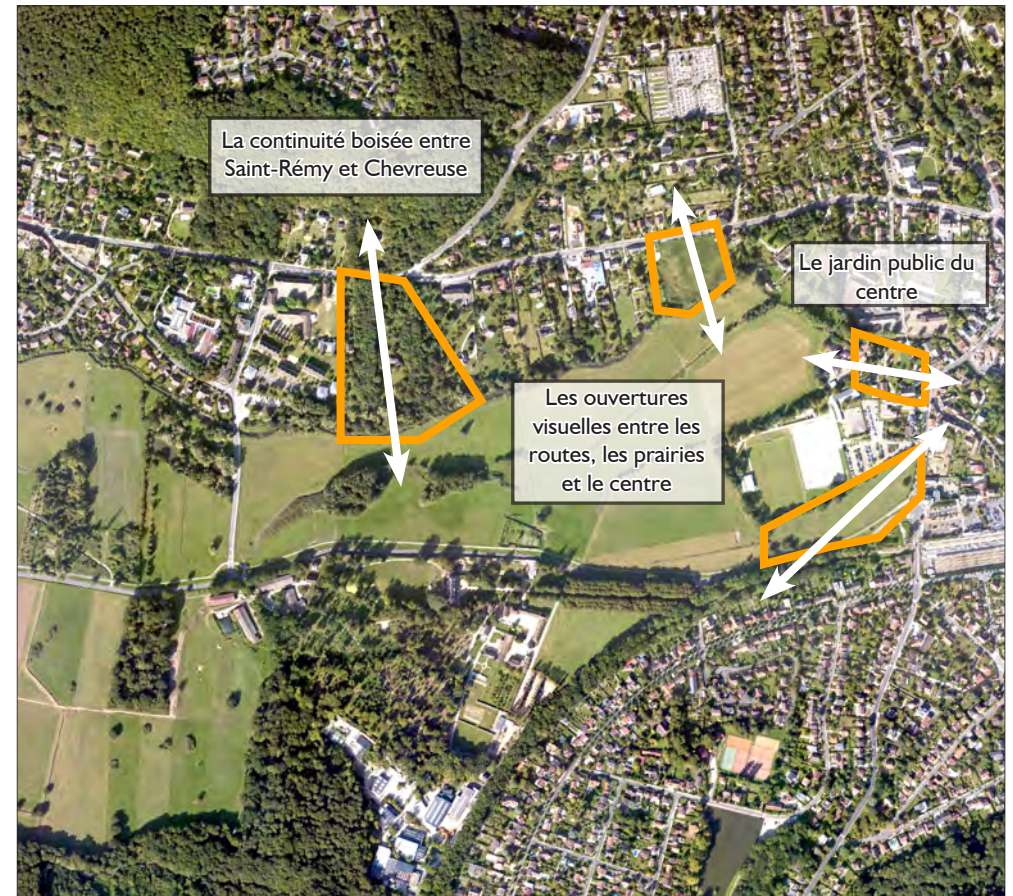 La continuité boisée entre
Saint-Rémy et Chevreuse
Le jardin public du
centre
Les ouvertures
visuelles entre les
routes, les prairies
et le centre